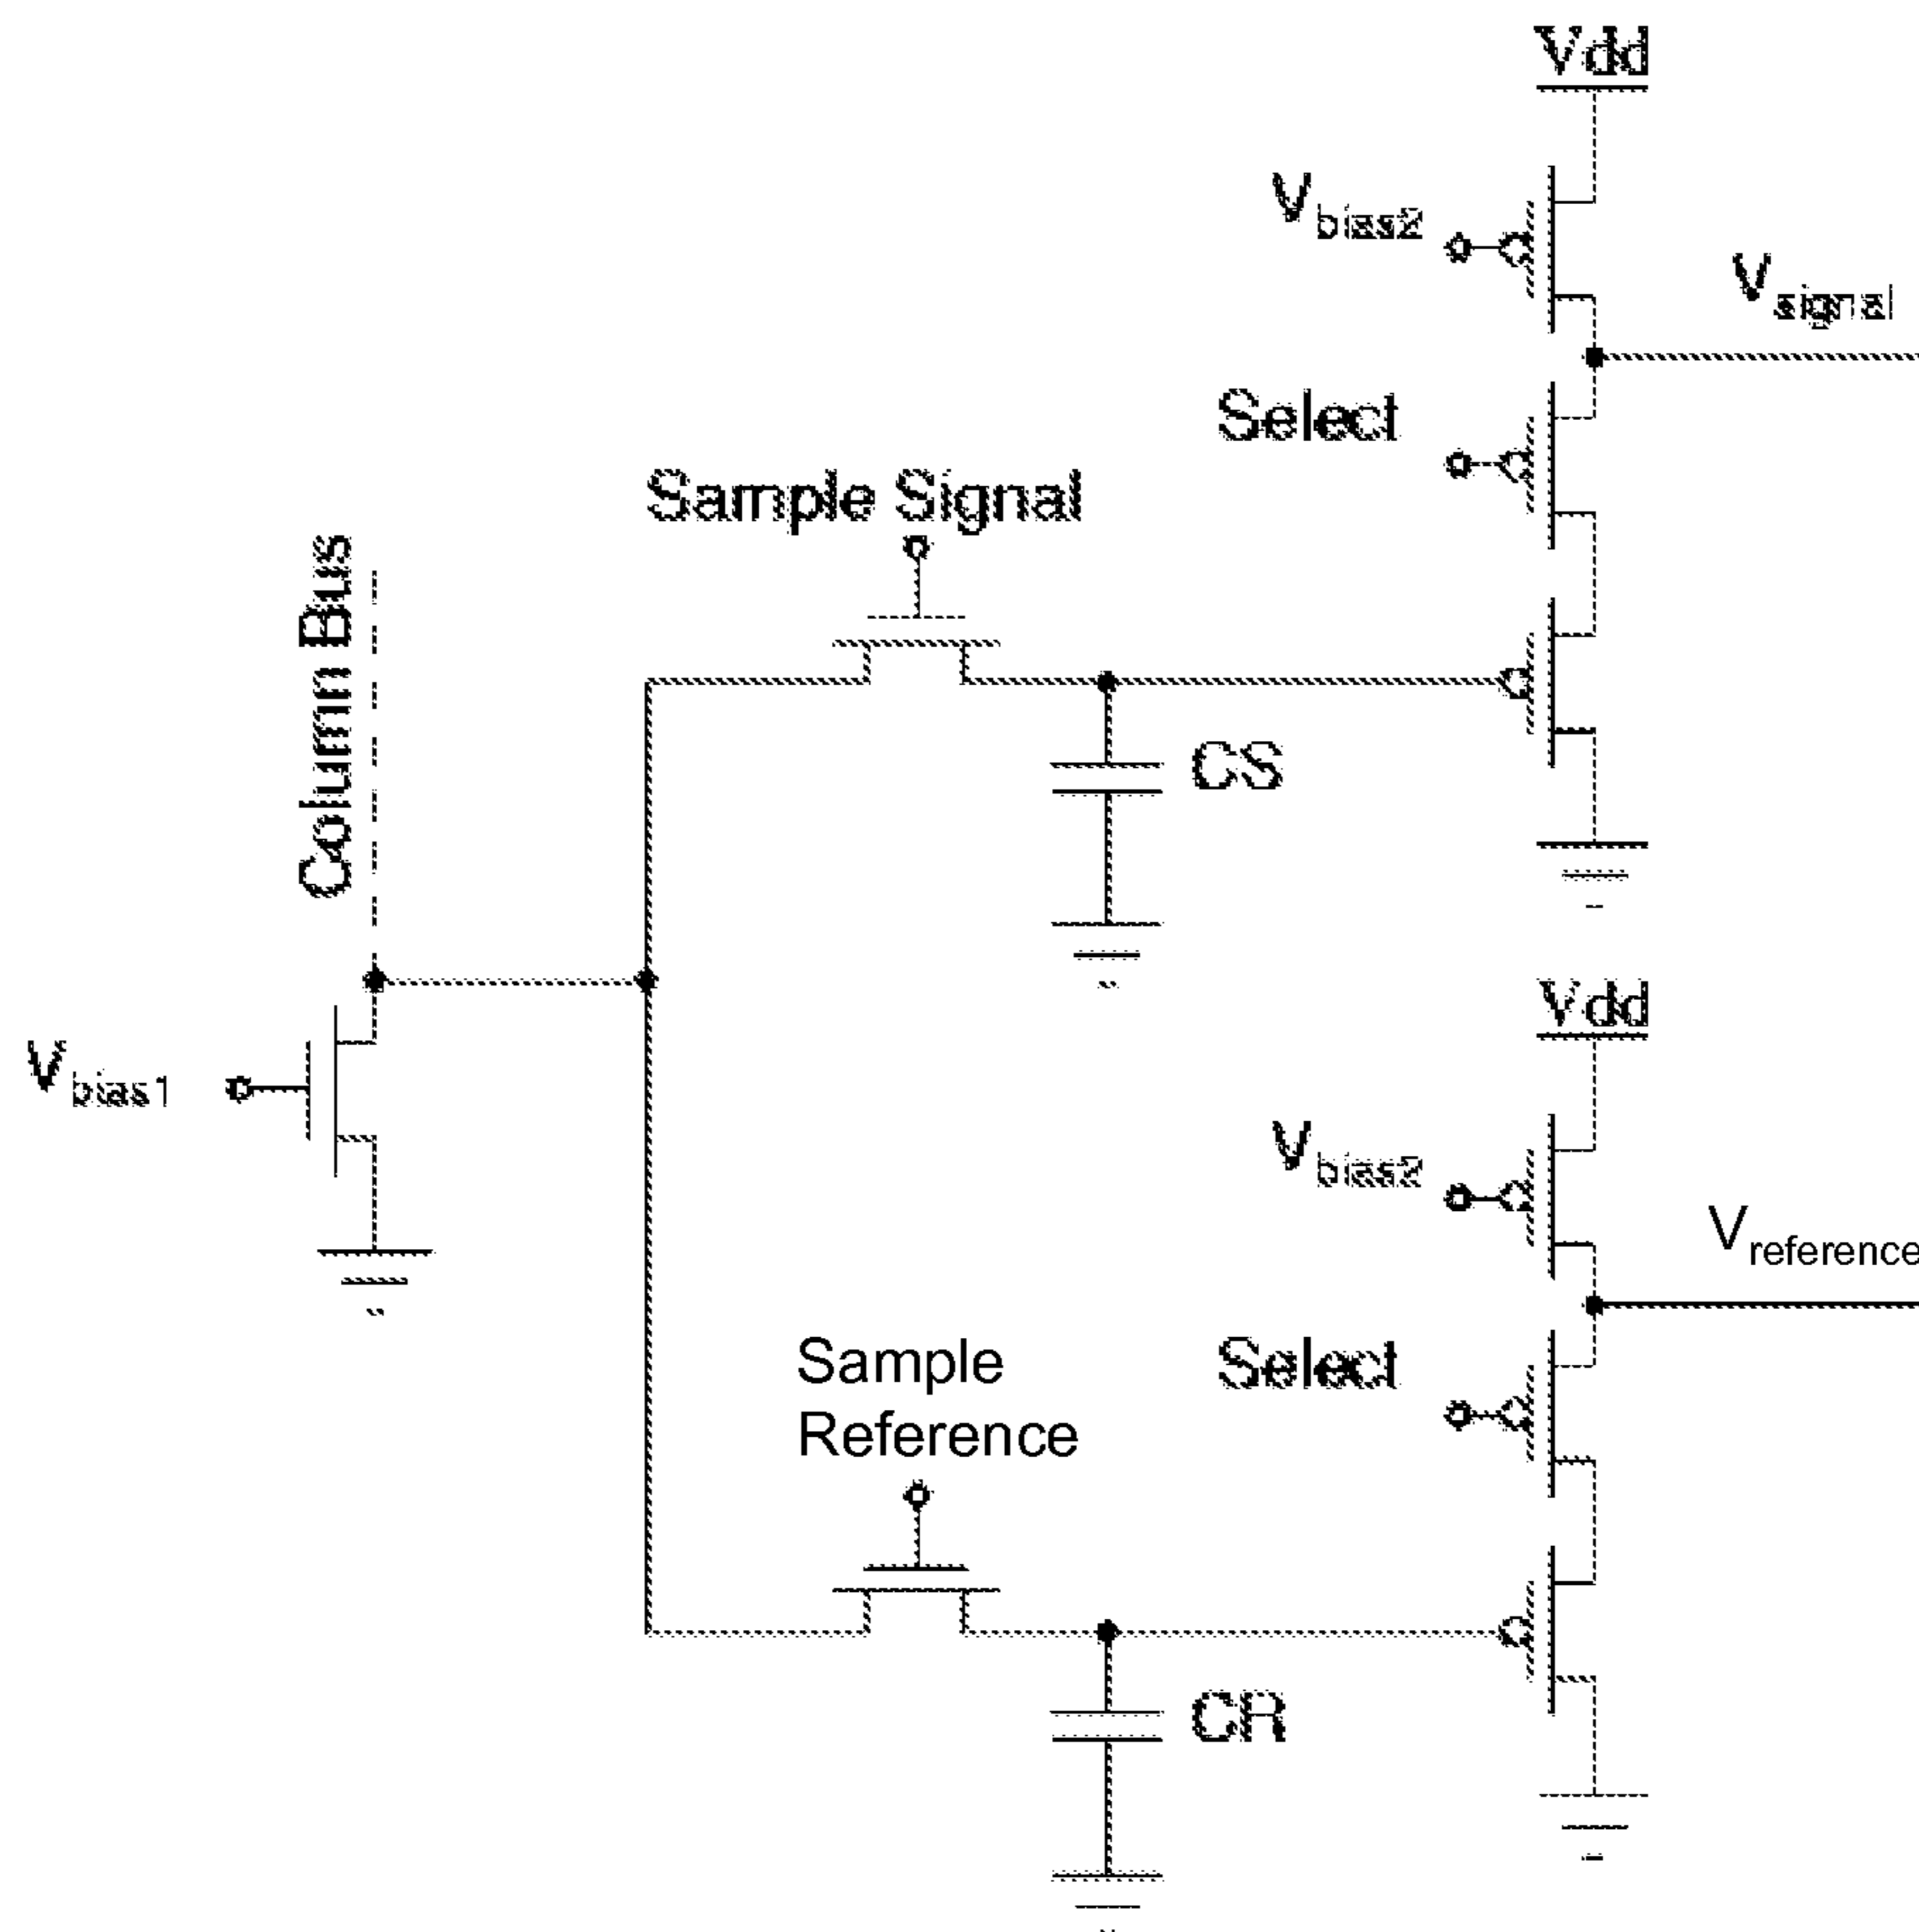 Vdd
Vbias2
Vsignal
Select
Sample Signal
Column Bus
CS
Vbias1
Vdd
Vbias2
Vreference
Select
Sample
Reference
CR